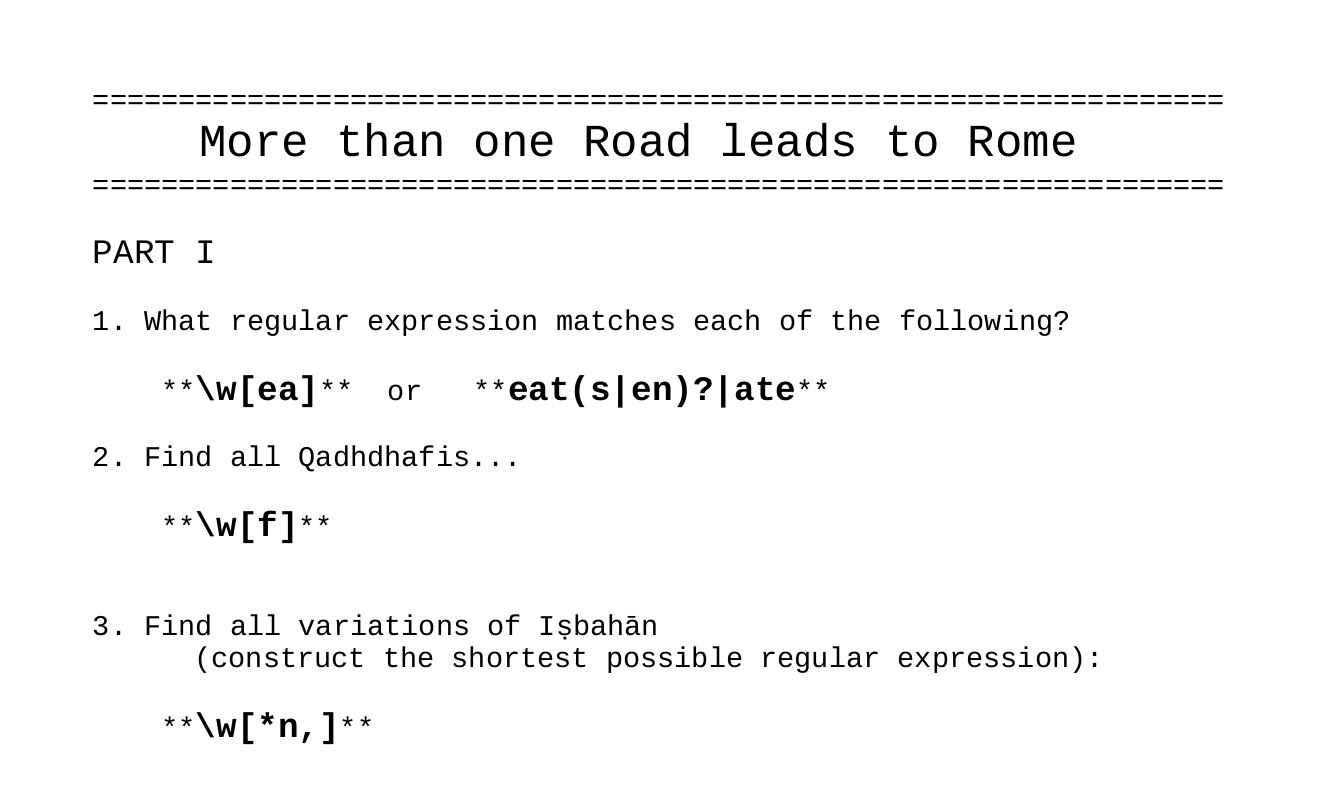 ==================================================================
More than one Road leads to Rome
==================================================================
PART I
1. What regular expression matches each of the following?
**\w[ea]** or **eat(s|en)?|ate**
2. Find all Qadhdhafis...
**\w[f]**
3. Find all variations of Iṣbahān
(construct the shortest possible regular expression):
**\w[*n,]**